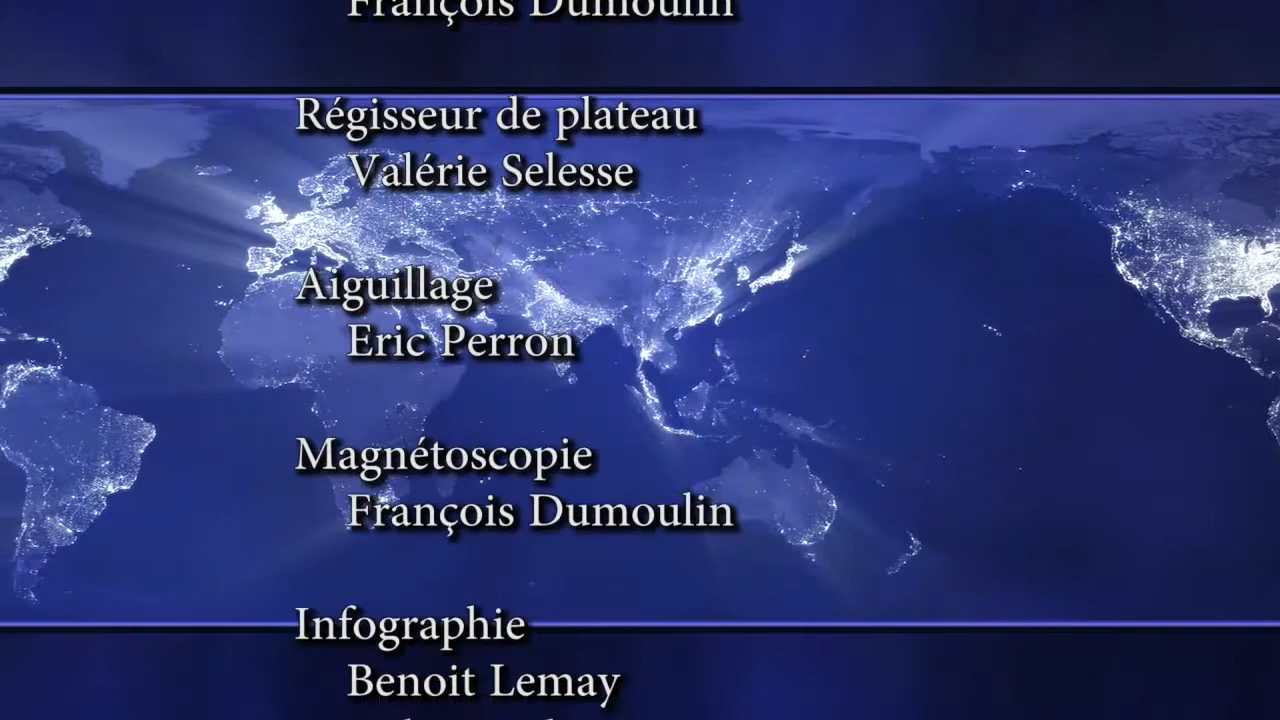 François Dumoulin
Régisseur de plateau
Valérie Selesse
Aiguillage
Eric Perron
Magnétoscopie
François Dumoulin
Infographie
Benoit Lemay